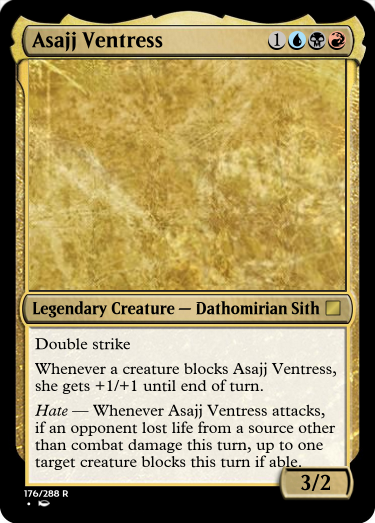 Asajj Ventress 1
Legendary Creature — Dathomirian Sith
Double strike
Whenever a creature blocks Asajj Ventress,
she gets +1/+1 until end of turn.
Hate — Whenever Asajj Ventress attacks,
if an opponent lost life from a source other
than combat damage this turn, up to one
target creature blocks this turn if able.
3/2
176/288 R